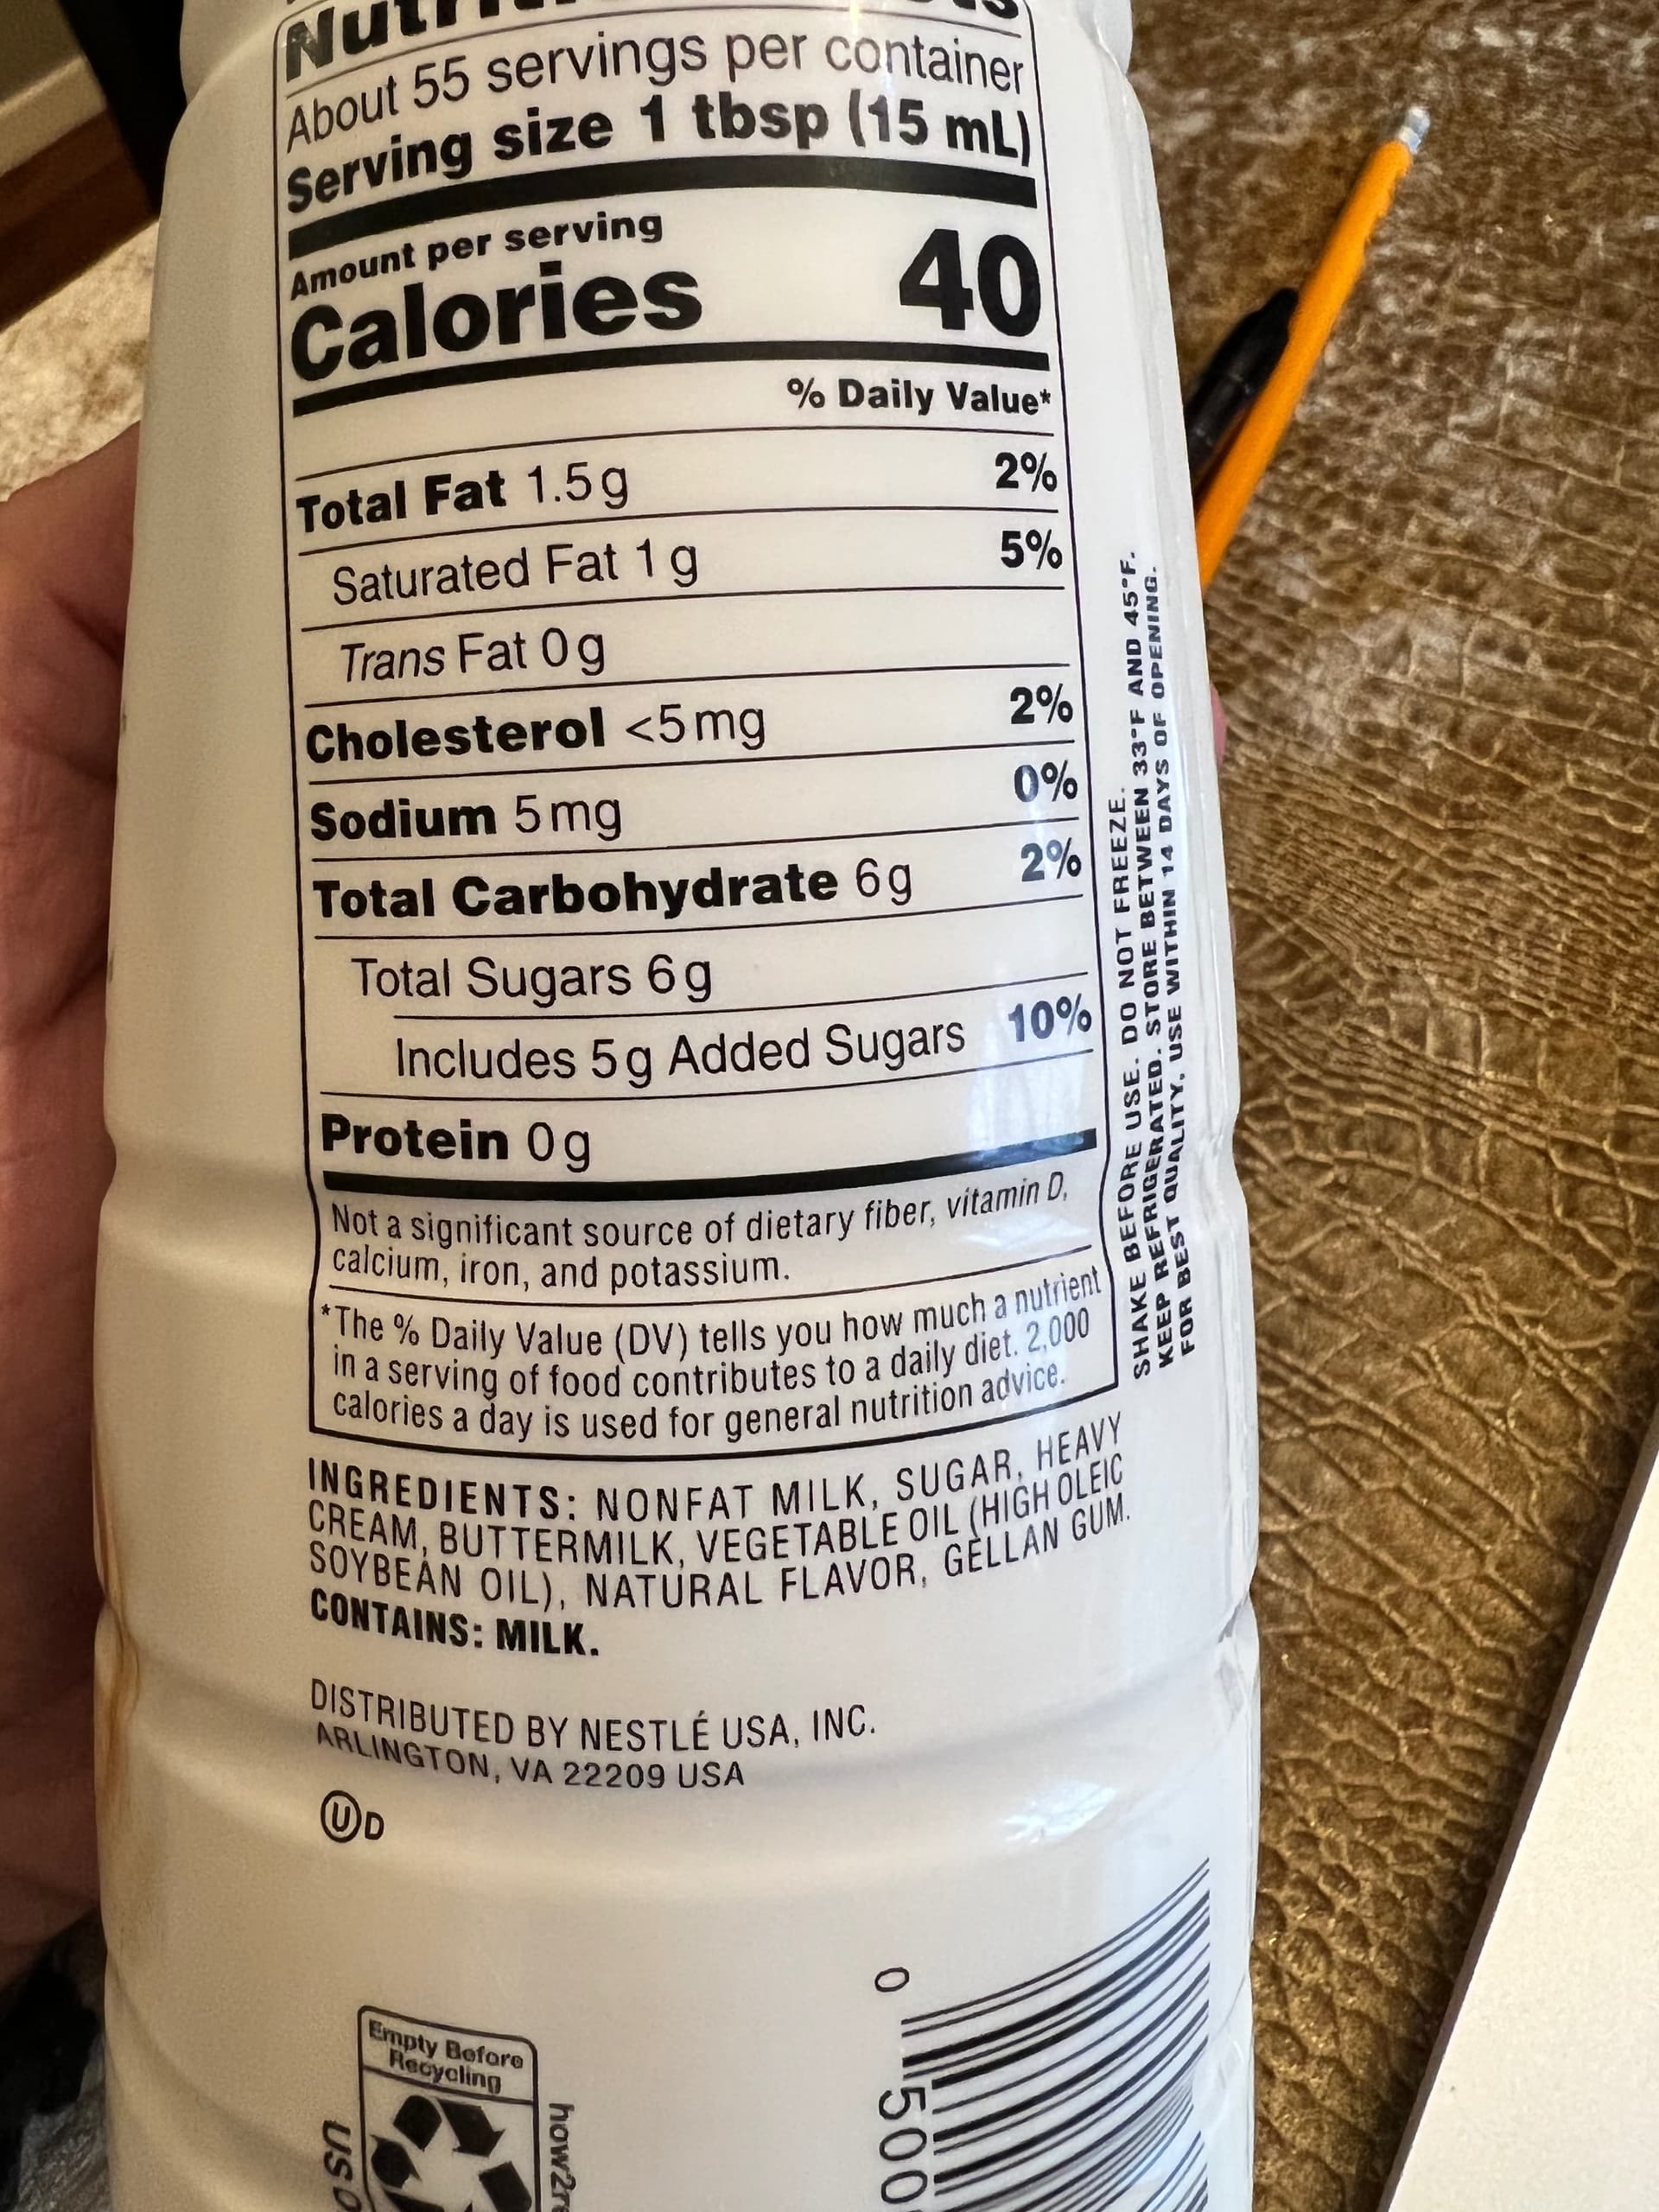 About 55 servings per container
Serving size 1 tbsp (15 mL)
Amount per serving
Calories 40
% Daily Value*
Total Fat 1.5g 2%
Saturated Fat 1g 5%
Trans Fat 0g
Cholesterol <5mg 2%
Sodium 5mg 0%
Total Carbohydrate 6g 2%
Total Sugars 6g
Includes 5g Added Sugars 10%
Protein 0g
Not a significant source of dietary fiber, vitamin D,
calcium, iron, and potassium.
*The % Daily Value (DV) tells you how much a nutrient
in a serving of food contributes to a daily diet. 2,000
calories a day is used for general nutrition advice.
SHAKE BEFORE USE. DO NOT FREEZE.
KEEP REFRIGERATED. STORE BETWEEN 33°F AND 45°F.
FOR BEST QUALITY, USE WITHIN 14 DAYS OF OPENING.
INGREDIENTS: NONFAT MILK, SUGAR, HEAVY
CREAM, BUTTERMILK, VEGETABLE OIL (HIGH OLEIC
SOYBEAN OIL), NATURAL FLAVOR, GELLAN GUM.
CONTAINS: MILK.
DISTRIBUTED BY NESTLÉ USA, INC.
ARLINGTON, VA 22209 USA
UD
Empty Before
Recycling
0
500